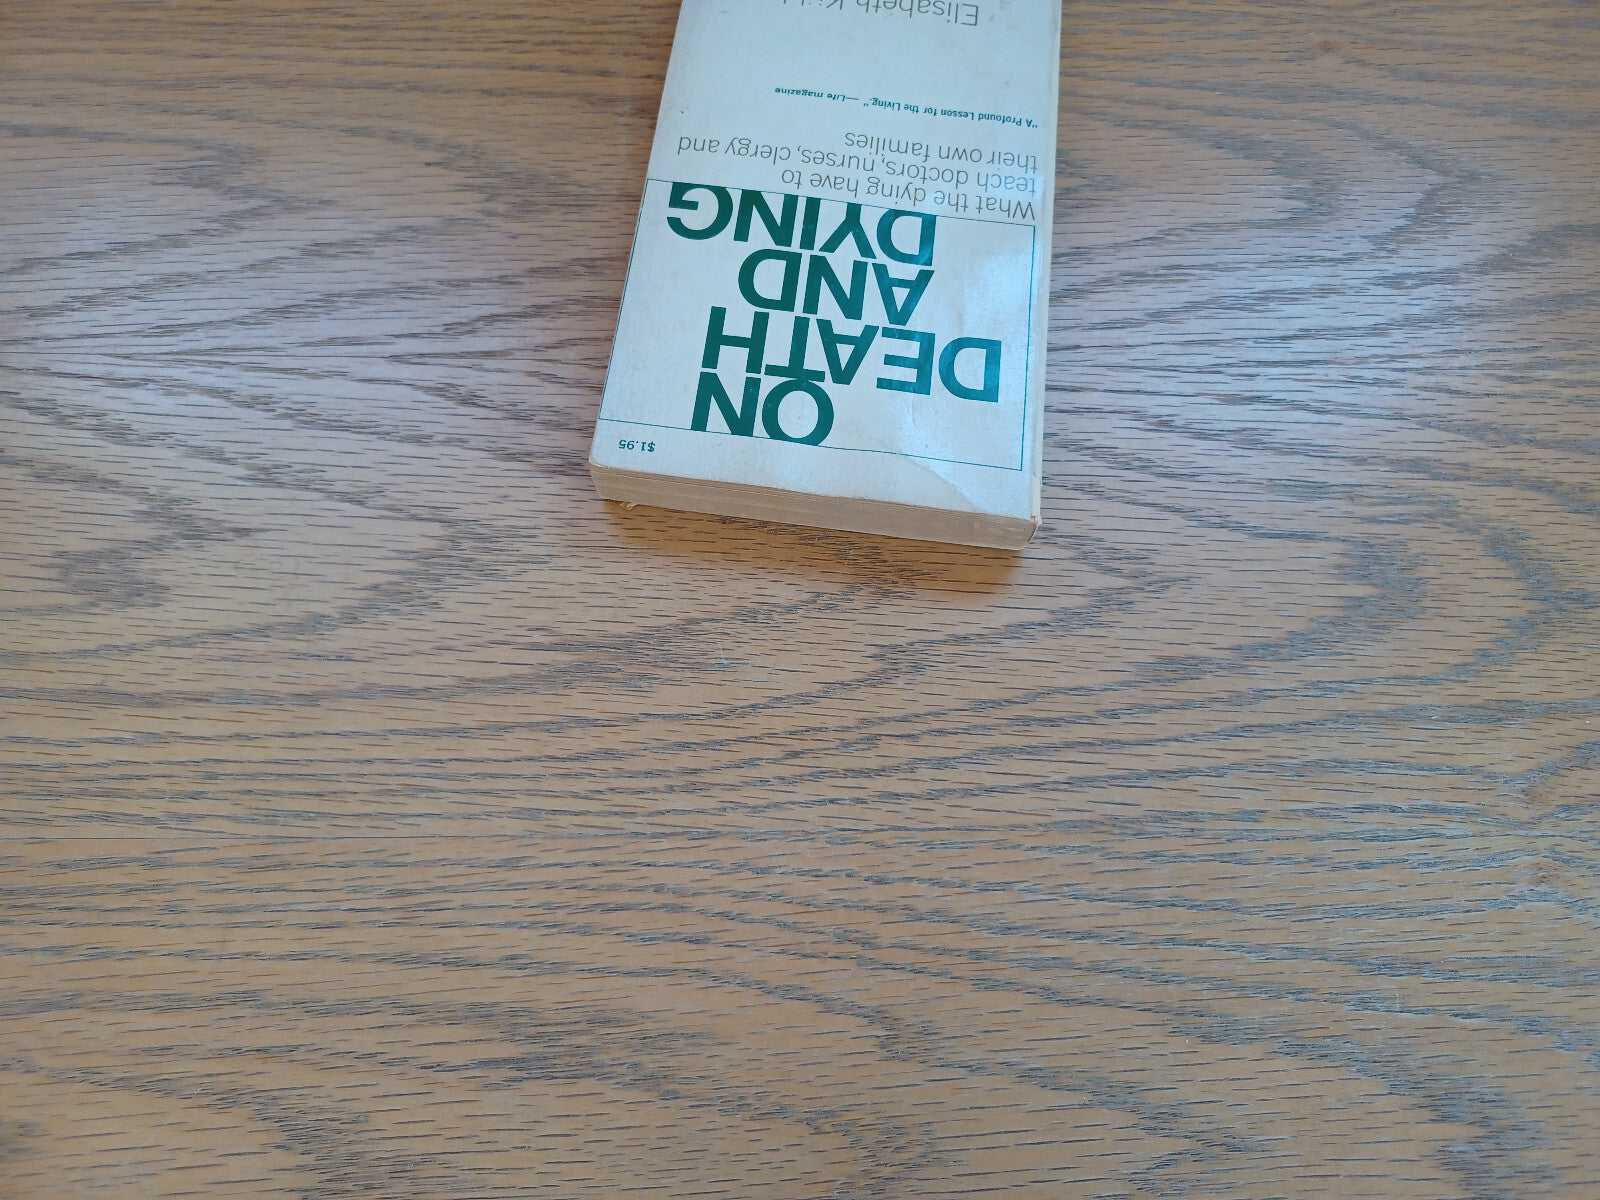 $1.95
ON
DEATH
AND
DYING
What the dying have to
teach doctors, nurses, clergy and
their own families
"A Profound Lesson for the Living." —Life magazine
Elisabeth